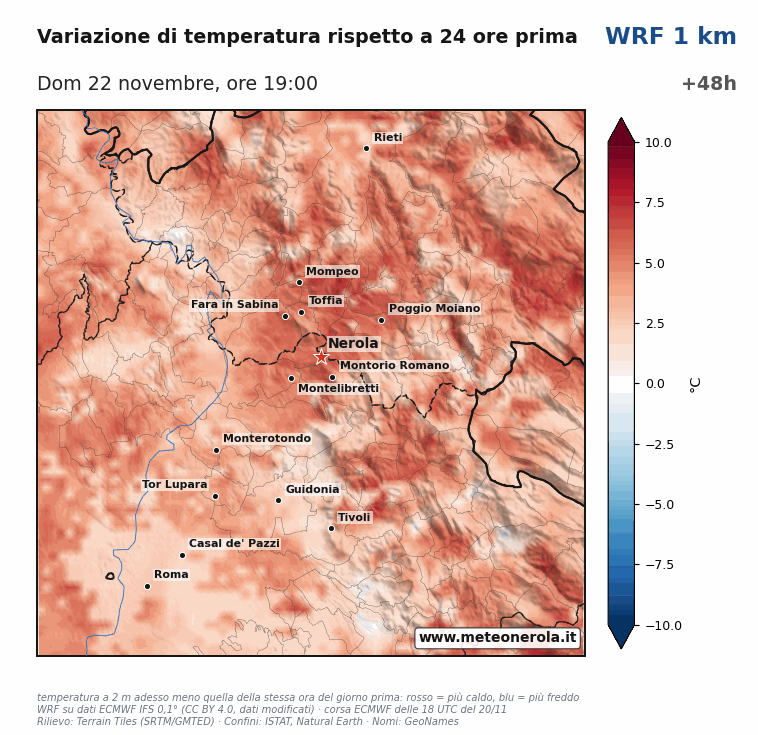 Variazione di temperatura rispetto a 24 ore prima WRF 1 km
Dom 22 novembre, ore 19:00 +48h
Rieti
Mompeo
Fara in Sabina
Toffia
Poggio Moiano
Nerola
Montorio Romano
Montelibretti
Monterotondo
Tor Lupara
Guidonia
Tivoli
Casal de' Pazzi
Roma
www.meteonerola.it
10.0
7.5
5.0
2.5
0.0
−2.5
−5.0
−7.5
−10.0
°C
temperatura a 2 m adesso meno quella della stessa ora del giorno prima: rosso = più caldo, blu = più freddo
WRF su dati ECMWF IFS 0,1° (CC BY 4.0, dati modificati) · corsa ECMWF delle 18 UTC del 20/11
Rilievo: Terrain Tiles (SRTM/GMTED) · Confini: ISTAT, Natural Earth · Nomi: GeoNames